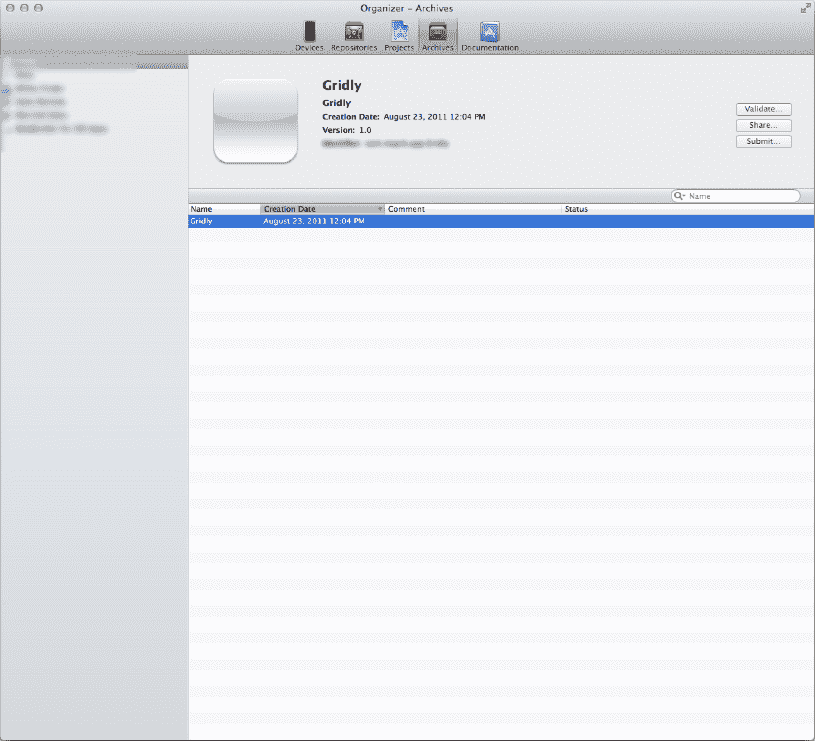 Organizer – Archives
Devices Repositories Projects Archives Documentation
Gridly
Gridly
Creation Date: August 23, 2011 12:04 PM
Version: 1.0
Validate...
Share...
Submit...
Name
Name Creation Date Comment Status
Gridly August 23, 2011 12:04 PM